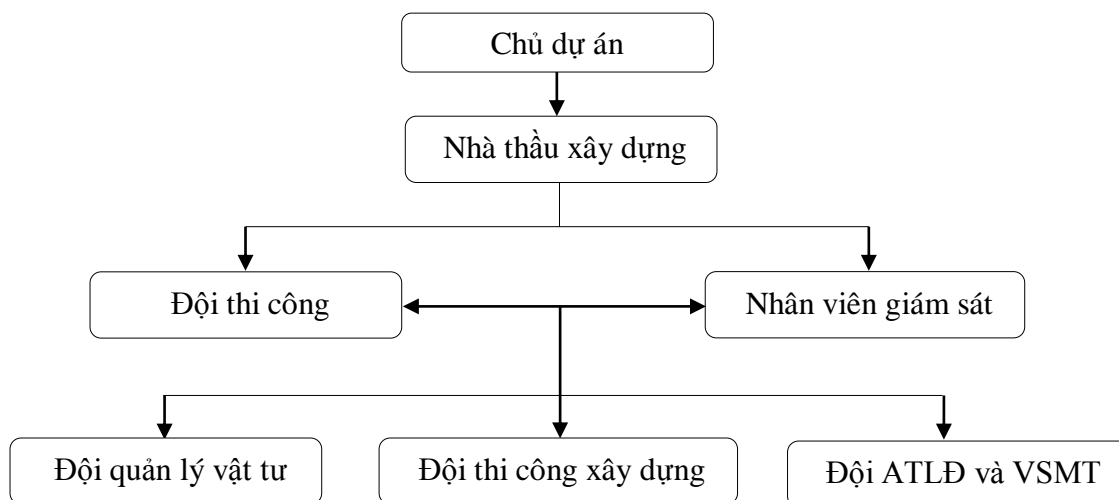 Chủ dự án
Nhà thầu xây dựng
Đội thi công
Nhân viên giám sát
Đội quản lý vật tư
Đội thi công xây dựng
Đội ATLĐ và VSMT